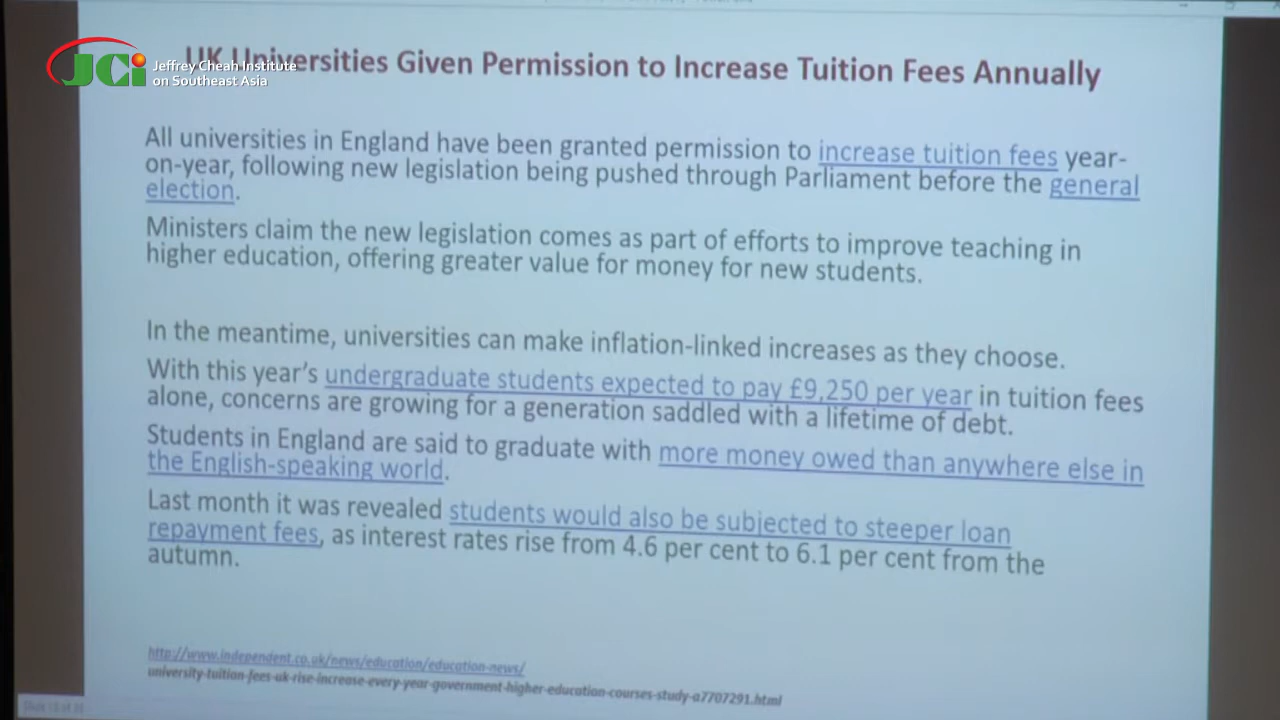 JCi Jeffrey Cheah Institute
on Southeast Asia
UK Universities Given Permission to Increase Tuition Fees Annually
All universities in England have been granted permission to increase tuition fees year-
on-year, following new legislation being pushed through Parliament before the general
election.
Ministers claim the new legislation comes as part of efforts to improve teaching in
higher education, offering greater value for money for new students.
In the meantime, universities can make inflation-linked increases as they choose.
With this year's undergraduate students expected to pay £9,250 per year in tuition fees
alone, concerns are growing for a generation saddled with a lifetime of debt.
Students in England are said to graduate with more money owed than anywhere else in
the English-speaking world.
Last month it was revealed students would also be subjected to steeper loan
repayment fees, as interest rates rise from 4.6 per cent to 6.1 per cent from the
autumn.
http://www.independent.co.uk/news/education/education-news/
university-tuition-fees-uk-rise-increase-every-year-government-higher-education-courses-study-a7707291.html